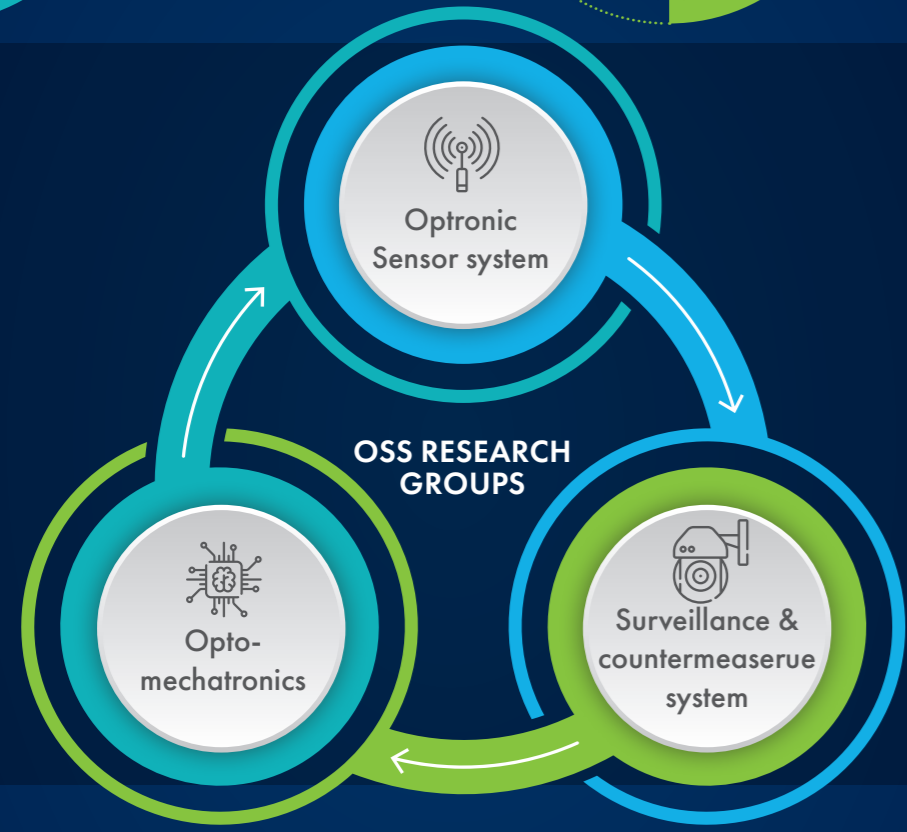 Optronic
Sensor system
OSS RESEARCH
GROUPS
Opto-
mechatronics
Surveillance &
countermeaserue
system